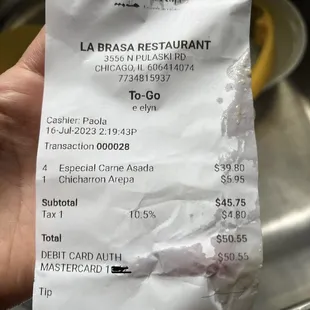 LA BRASA RESTAURANT
3556 N PULASKI RD
CHICAGO, IL 606414074
7734815937
To-Go
e elyn
Cashier: Paola
16-Jul-2023 2:19:43P
Transaction 000028
4 Especial Carne Asada $39.80
1 Chicharron Arepa $5.95
Subtotal $45.75
Tax 1 10.5% $4.80
Total $50.55
DEBIT CARD AUTH $50.55
MASTERCARD 1
Tip